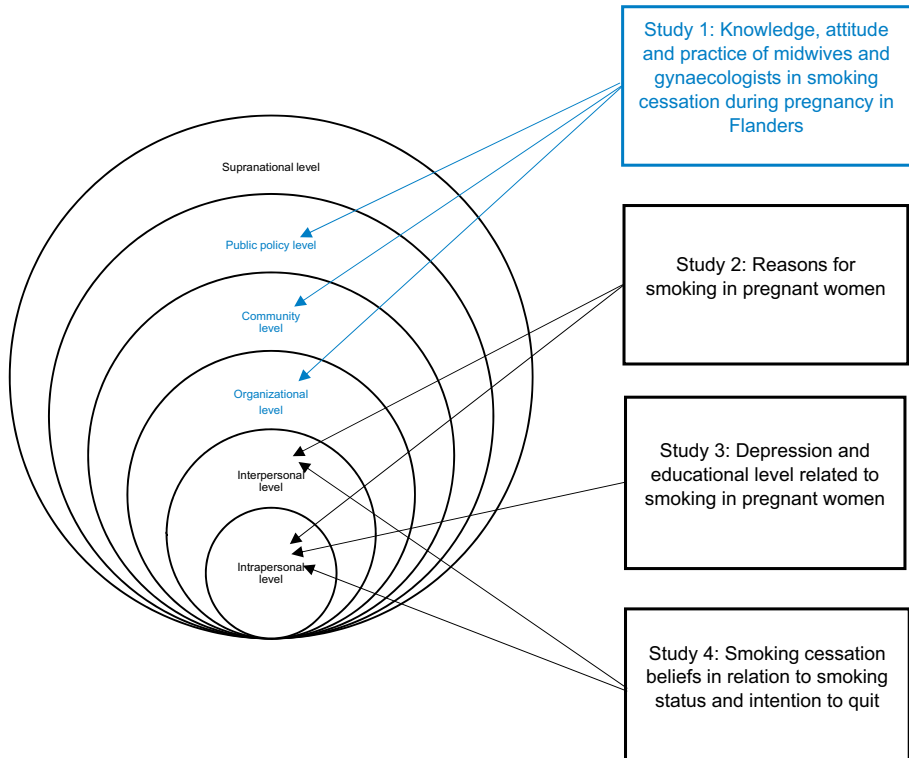 Study 1: Knowledge, attitude
and practice of midwives and
gynaecologists in smoking
cessation during pregnancy in
Flanders
Supranational level
Public policy level
Community
level
Organizational
level
Interpersonal
level
Intrapersonal
level
Study 2: Reasons for
smoking in pregnant women
Study 3: Depression and
educational level related to
smoking in pregnant women
Study 4: Smoking cessation
beliefs in relation to smoking
status and intention to quit